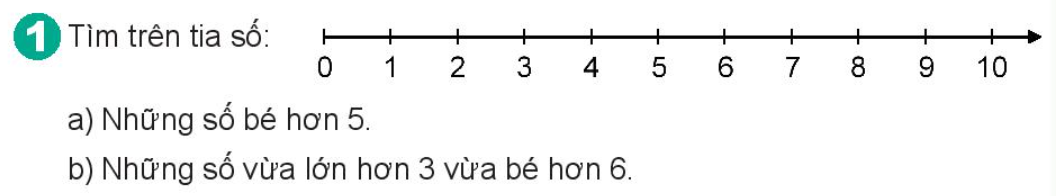 1 Tìm trên tia số:
0 1 2 3 4 5 6 7 8 9 10
a) Những số bé hơn 5.
b) Những số vừa lớn hơn 3 vừa bé hơn 6.